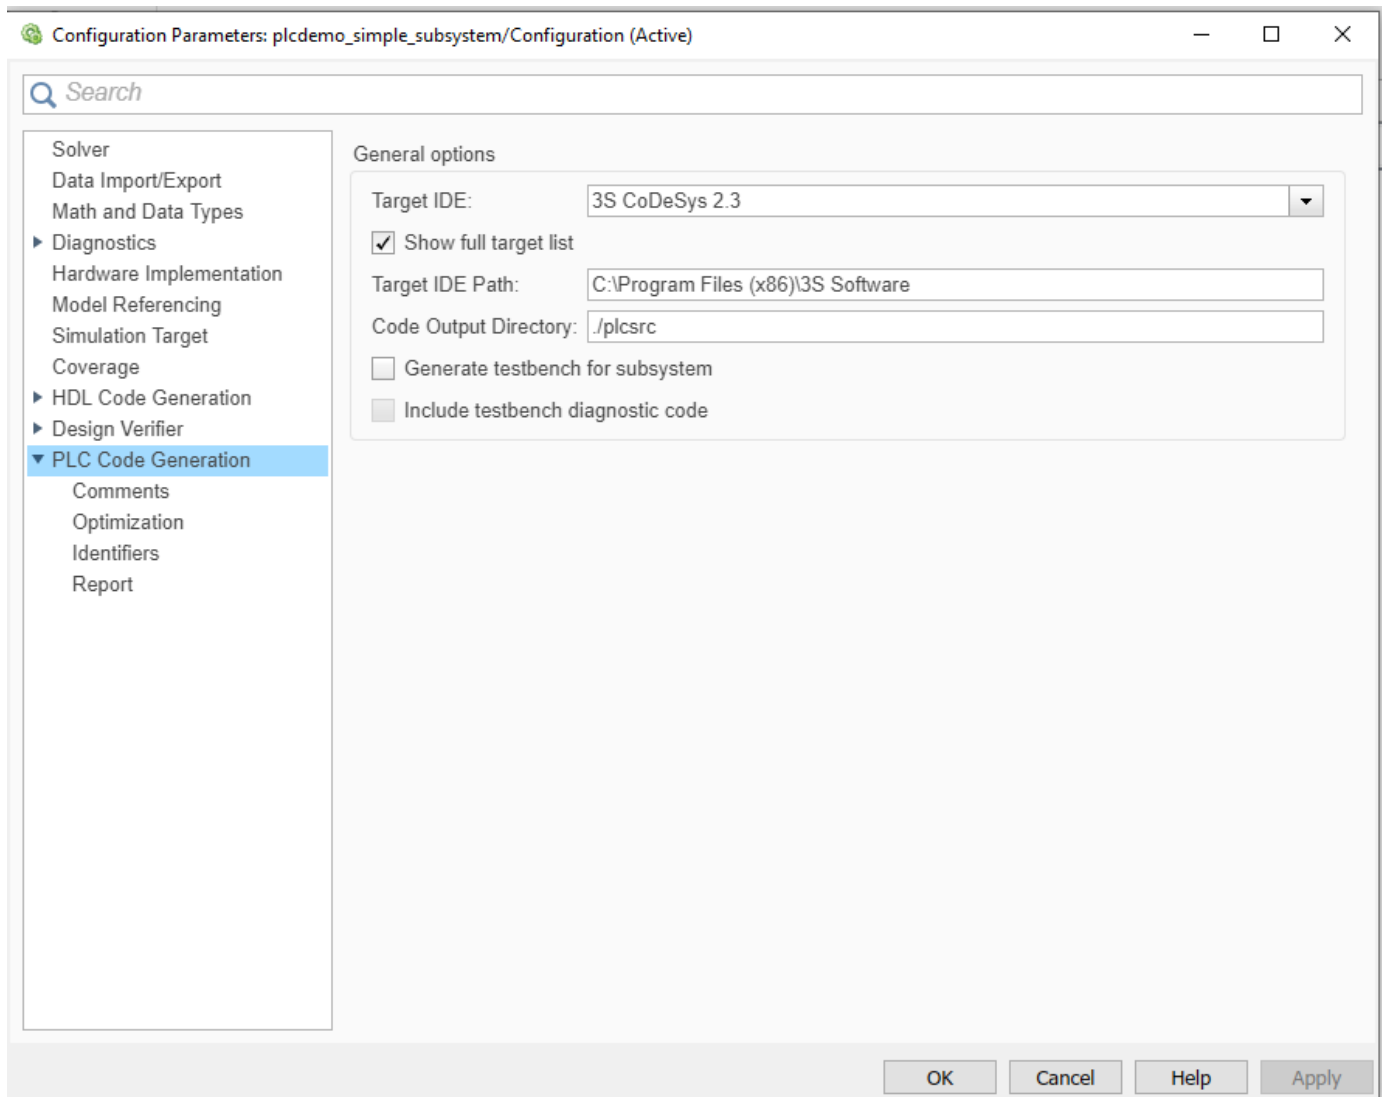 Configuration Parameters: plcdemo_simple_subsystem/Configuration (Active)
Search
Solver
Data Import/Export
Math and Data Types
Diagnostics
Hardware Implementation
Model Referencing
Simulation Target
Coverage
HDL Code Generation
Design Verifier
PLC Code Generation
Comments
Optimization
Identifiers
Report
General options
Target IDE: 3S CoDeSys 2.3
Show full target list
Target IDE Path: C:\Program Files (x86)\3S Software
Code Output Directory: ./plcsrc
Generate testbench for subsystem
Include testbench diagnostic code
OK Cancel Help Apply